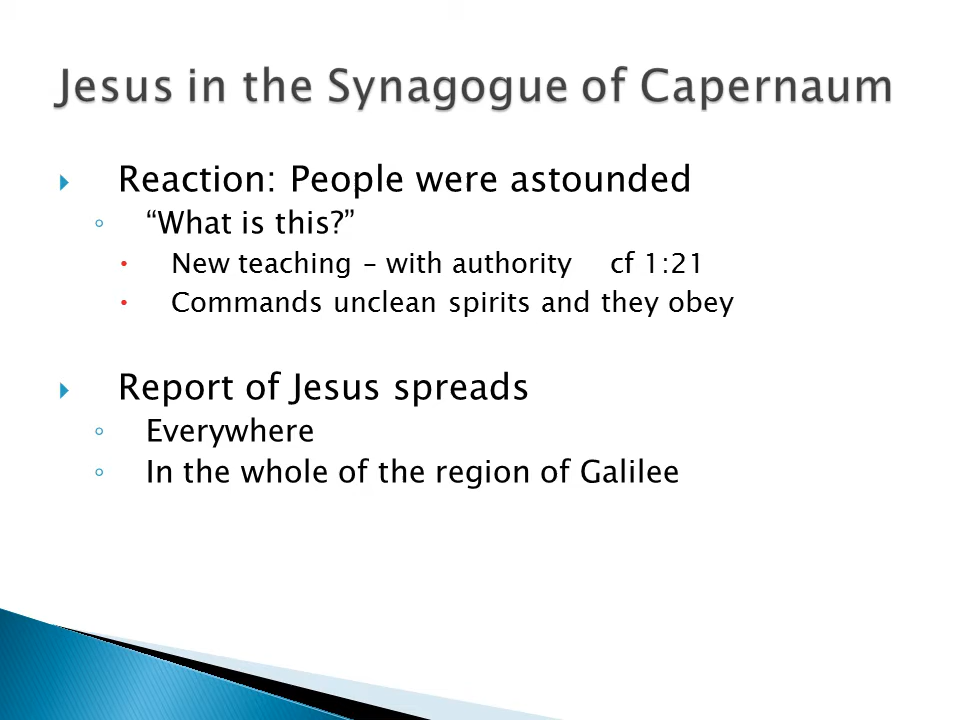 Jesus in the Synagogue of Capernaum
Reaction: People were astounded
“What is this?”
New teaching – with authority cf 1:21
Commands unclean spirits and they obey
Report of Jesus spreads
Everywhere
In the whole of the region of Galilee